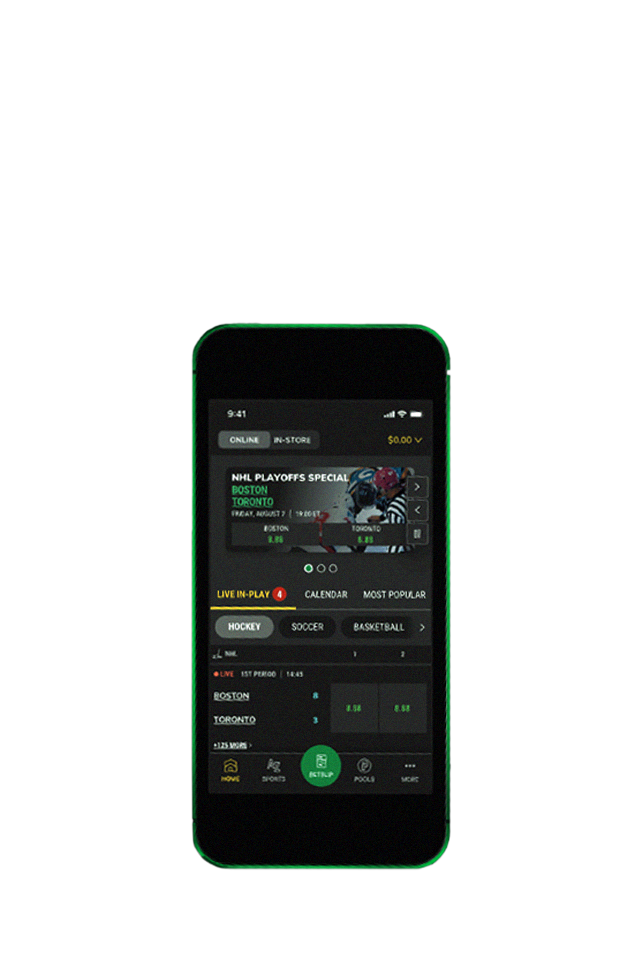 9:41
ONLINE IN-STORE $0.00
NHL PLAYOFFS SPECIAL
BOSTON
TORONTO
FRIDAY, AUGUST 7 | 19:00 ET
BOSTON TORONTO
8.88 8.88
LIVE IN-PLAY 4 CALENDAR MOST POPULAR
HOCKEY SOCCER BASKETBALL
NHL 1 2
LIVE 1ST PERIOD | 14:45
BOSTON 8
8.88 8.88
TORONTO 3
+125 MORE
HOME SPORTS BETSLIP POOLS MORE